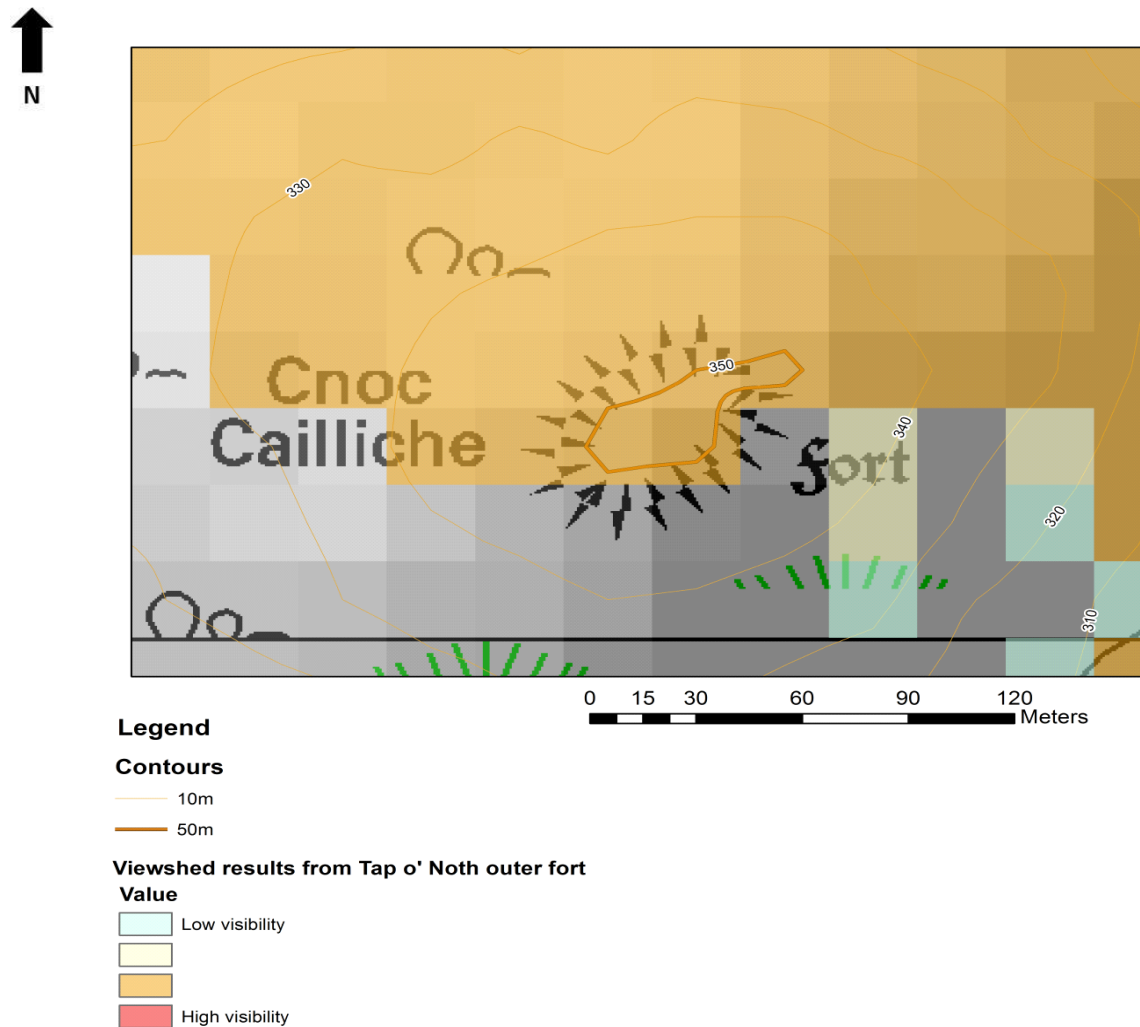 N
330
350
Cnoc
Cailliche
fort
340
320
310
0 15 30 60 90 120
Meters
Legend
Contours
10m
50m
Viewshed results from Tap o' Noth outer fort
Value
Low visibility
High visibility